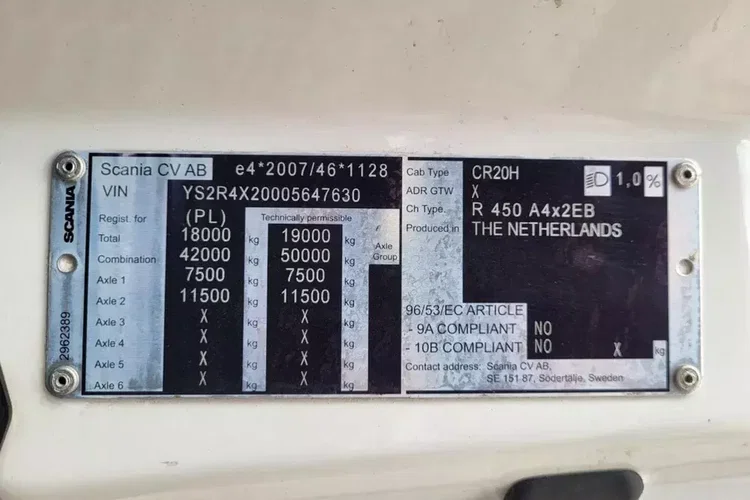 SCANIA
2962389
Scania CV AB e4*2007/46*1128
VIN YS2R4X20005647630
Regist. for (PL) Technically permissible
Total 18000 kg 19000 kg Axle Group
Combination 42000 kg 50000 kg
Axle 1 7500 kg 7500 kg
Axle 2 11500 kg 11500 kg
Axle 3 X kg X kg
Axle 4 X kg X kg
Axle 5 X kg X kg
Axle 6 X kg X kg
Cab Type CR20H 1,0%
ADR GTW X
Ch Type R 450 A4x2EB
Produced in THE NETHERLANDS
96/53/EC ARTICLE
- 9A COMPLIANT NO
- 10B COMPLIANT NO X kg
Contact address: Scania CV AB,
SE 151 87, Södertälje, Sweden